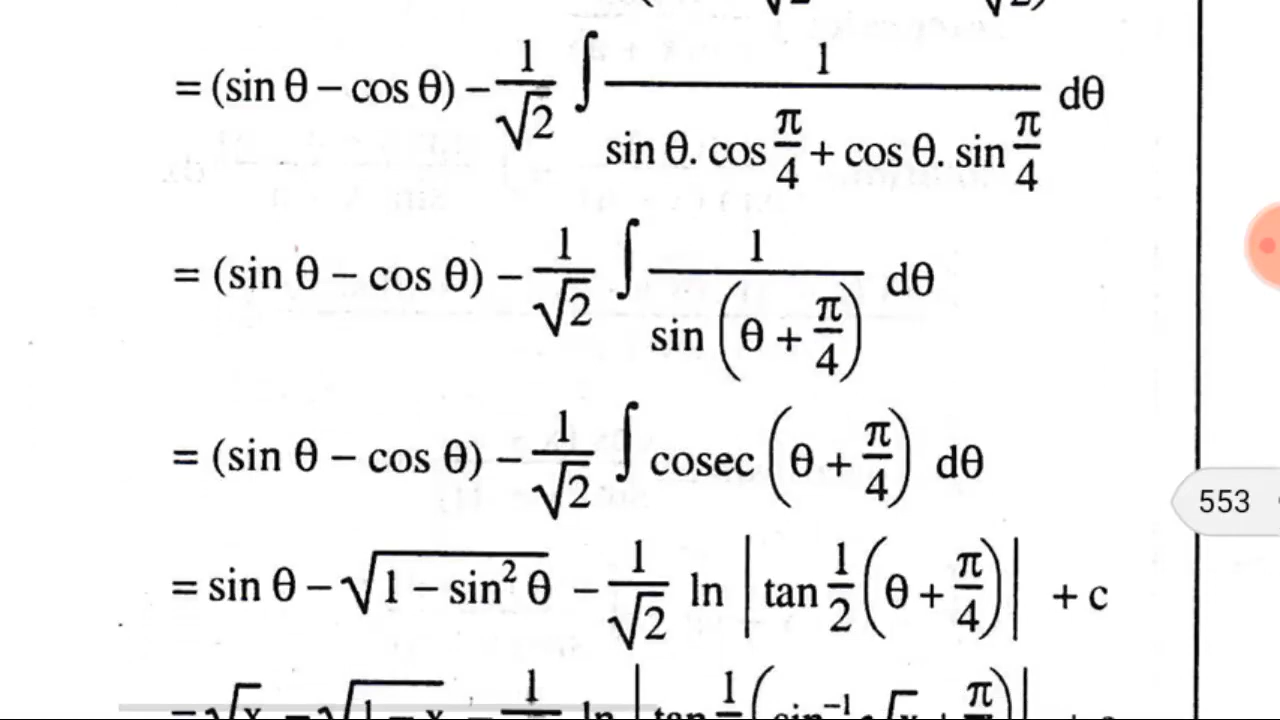 = (sin θ – cos θ) – 1/√2 ∫ 1/(sin θ. cos π/4 + cos θ. sin π/4) dθ
= (sin θ – cos θ) – 1/√2 ∫ 1/(sin (θ + π/4)) dθ
= (sin θ – cos θ) – 1/√2 ∫ cosec (θ + π/4) dθ
553
= sin θ – √(1 – sin² θ) – 1/√2 ln | tan 1/2 (θ + π/4) | + c